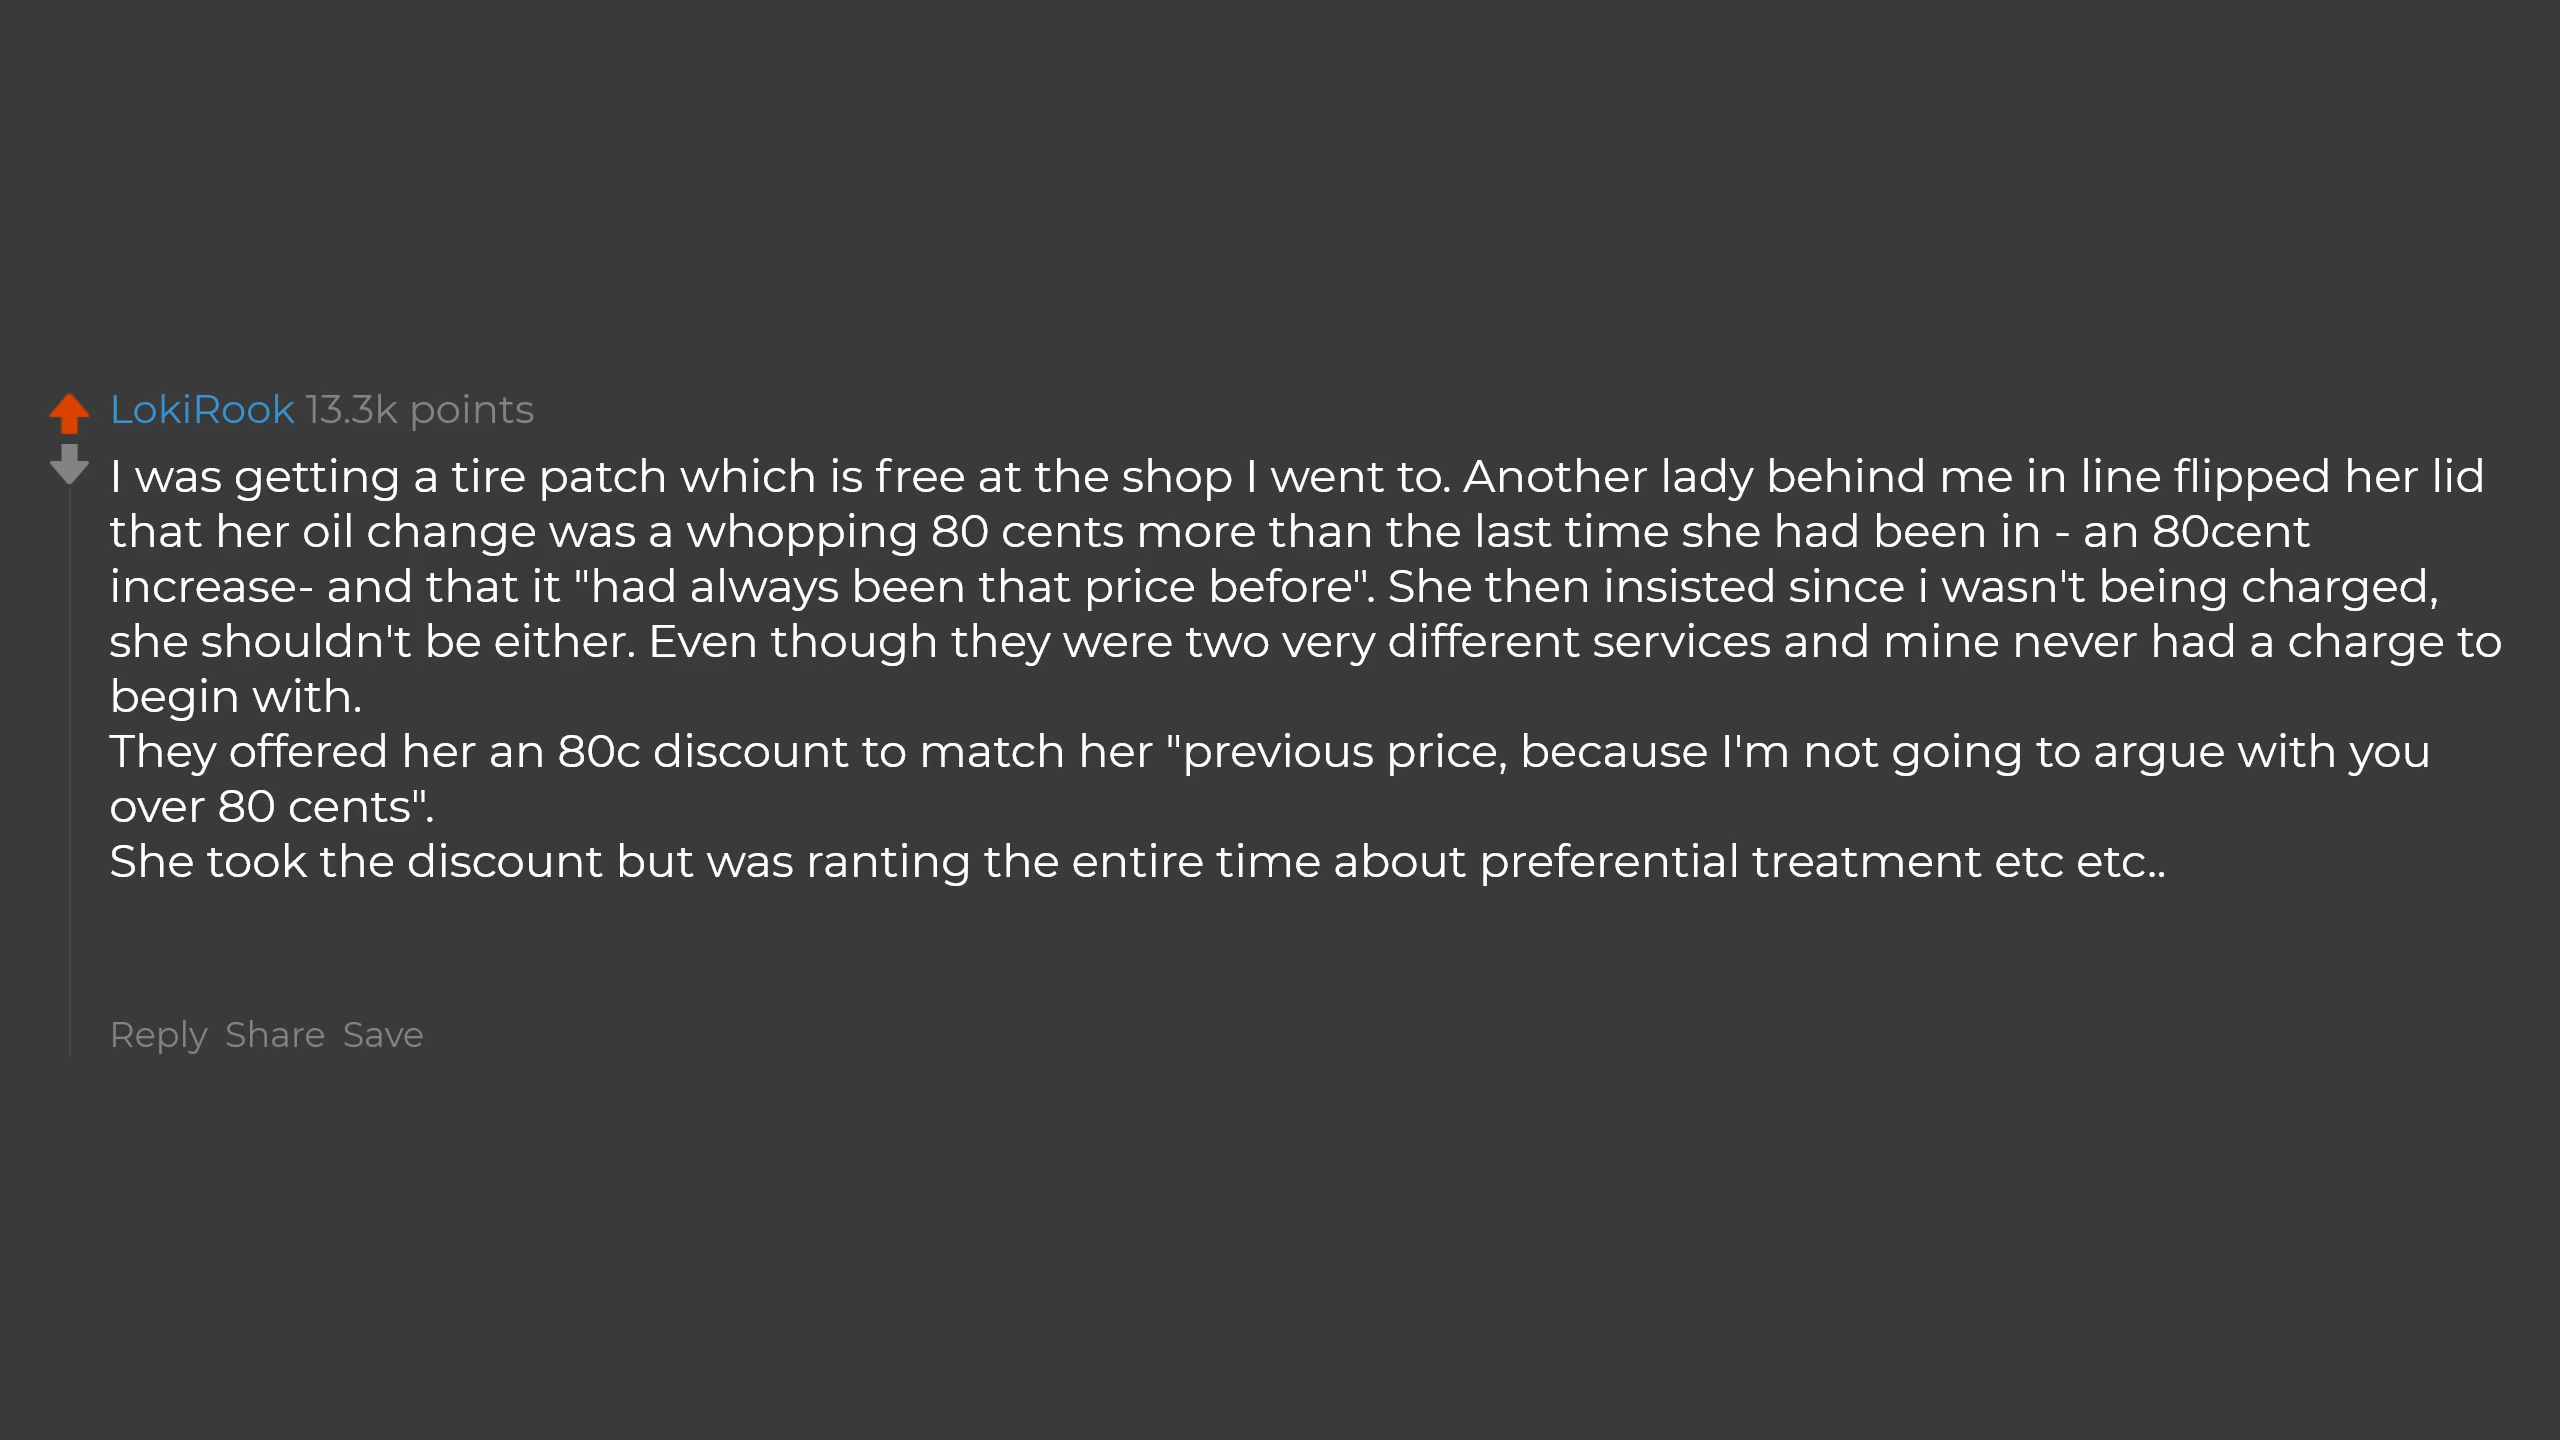 LokiRook 13.3k points
I was getting a tire patch which is free at the shop I went to. Another lady behind me in line flipped her lid
that her oil change was a whopping 80 cents more than the last time she had been in - an 80cent
increase- and that it "had always been that price before". She then insisted since i wasn't being charged,
she shouldn't be either. Even though they were two very different services and mine never had a charge to
begin with.
They offered her an 80c discount to match her "previous price, because I'm not going to argue with you
over 80 cents".
She took the discount but was ranting the entire time about preferential treatment etc etc..
Reply Share Save